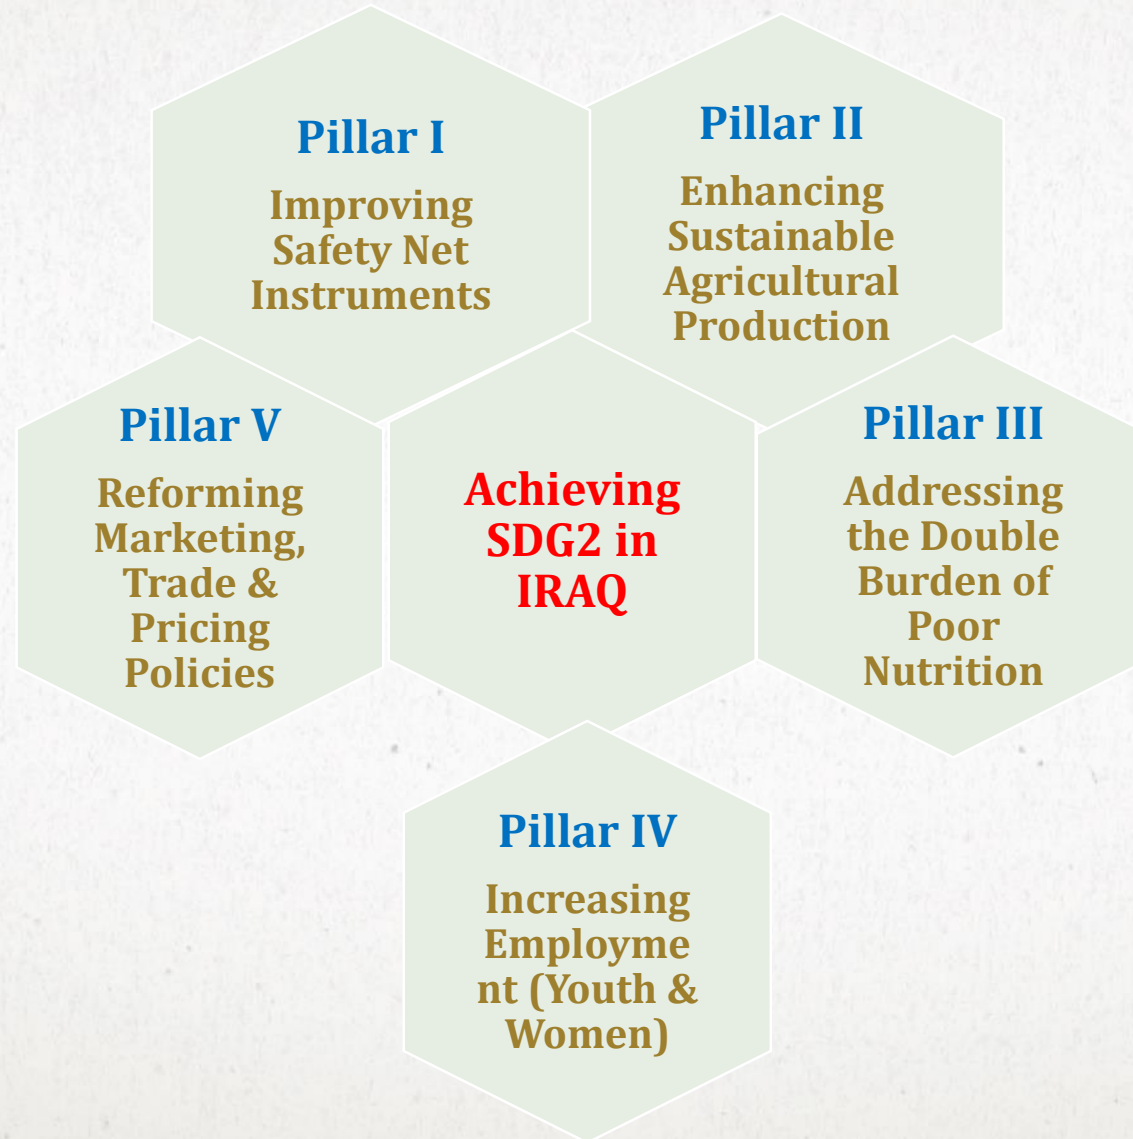 Pillar I
Improving
Safety Net
Instruments
Pillar II
Enhancing
Sustainable
Agricultural
Production
Pillar V
Reforming
Marketing,
Trade &
Pricing
Policies
Achieving
SDG2 in
IRAQ
Pillar III
Addressing
the Double
Burden of
Poor
Nutrition
Pillar IV
Increasing
Employme
nt (Youth &
Women)